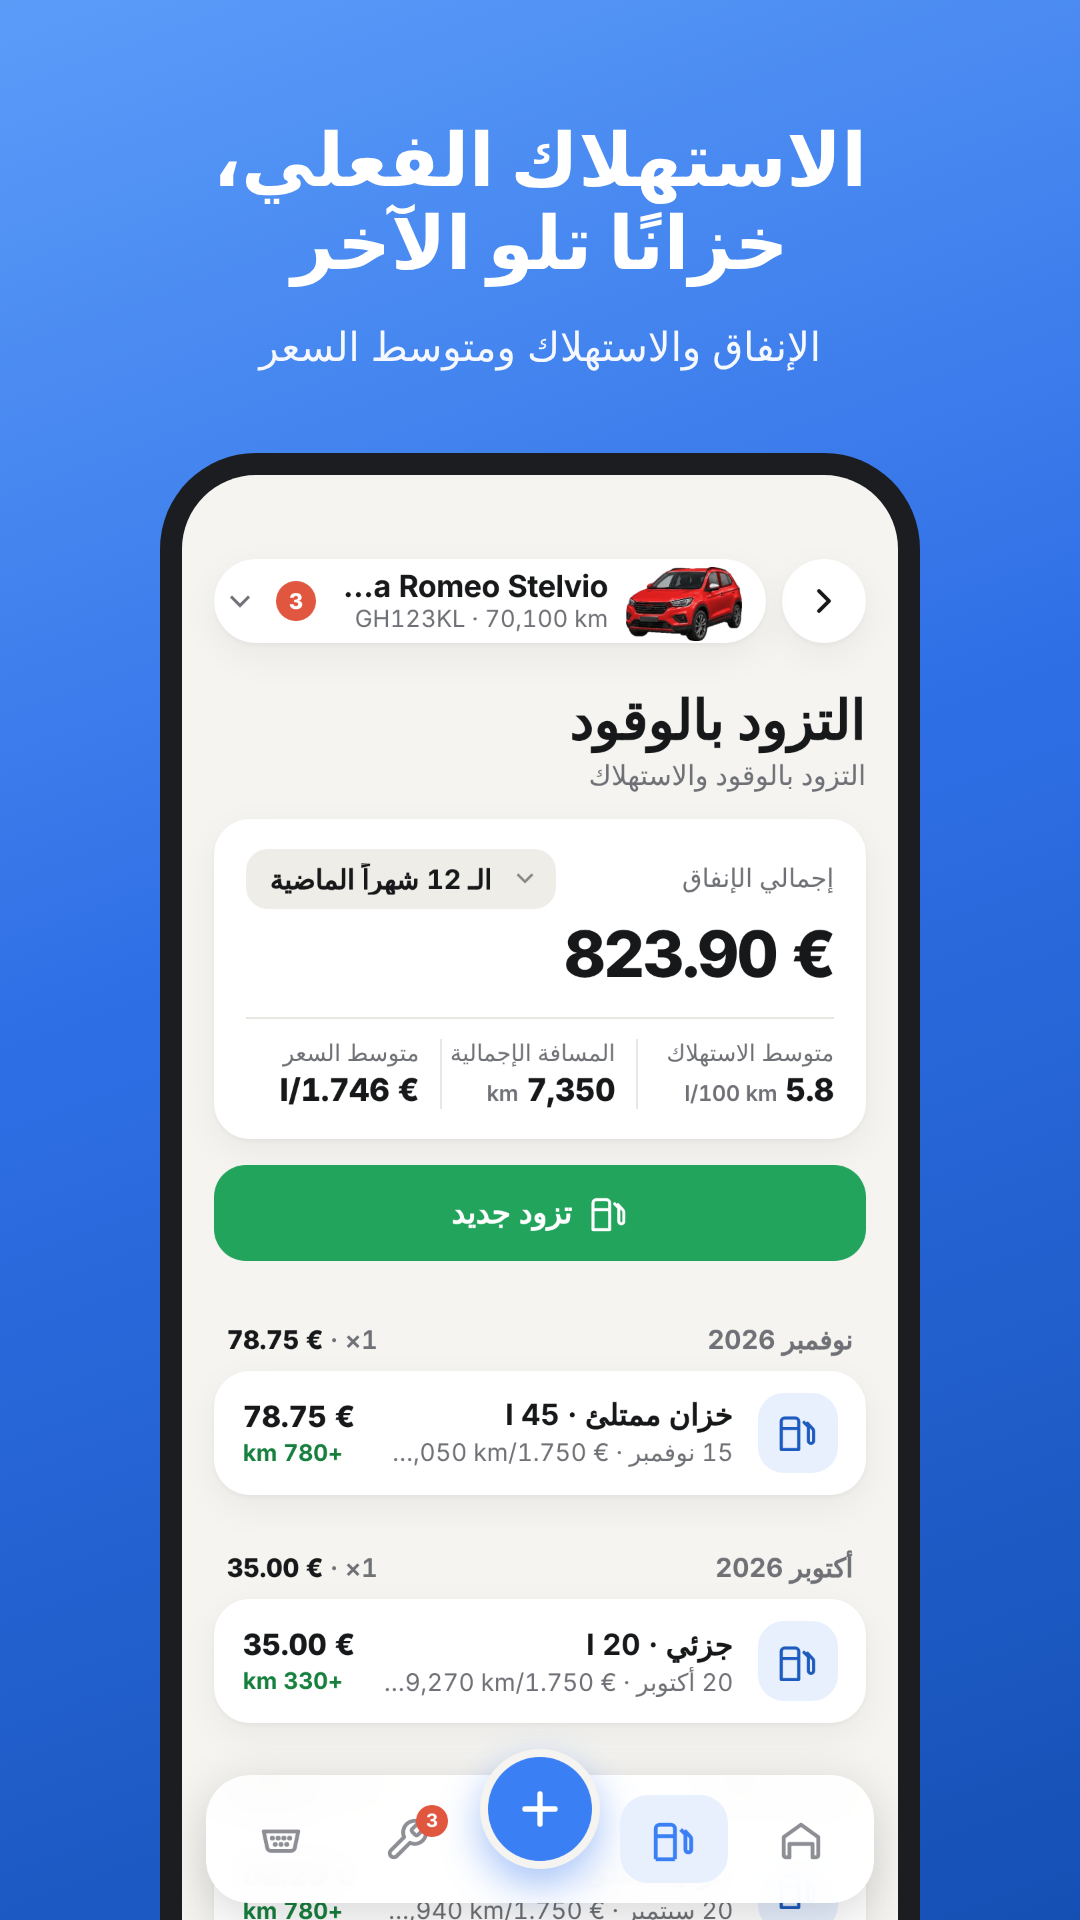 الاستهلاك الفعلي،
خزانًا تلو الآخر
الإنفاق والاستهلاك ومتوسط السعر
...a Romeo Stelvio
GH123KL · 70,100 km
3
التزود بالوقود
التزود بالوقود والاستهلاك
إجمالي الإنفاق
الـ 12 شهراً الماضية
823.90 €
متوسط الاستهلاك
5.8 l/100 km
المسافة الإجمالية
7,350 km
متوسط السعر
l/1.746 €
تزود جديد
نوفمبر 2026
78.75 € · ×1
خزان ممتلئ · 45 l
15 نوفمبر · € 1.750/050 km,...
78.75 €
km 780+
أكتوبر 2026
35.00 € · ×1
جزئي · 20 l
20 أكتوبر · € 1.750/9,270 km...
35.00 €
km 330+
3
20 سبتمبر · € 1.750/940 km,...
km 780+